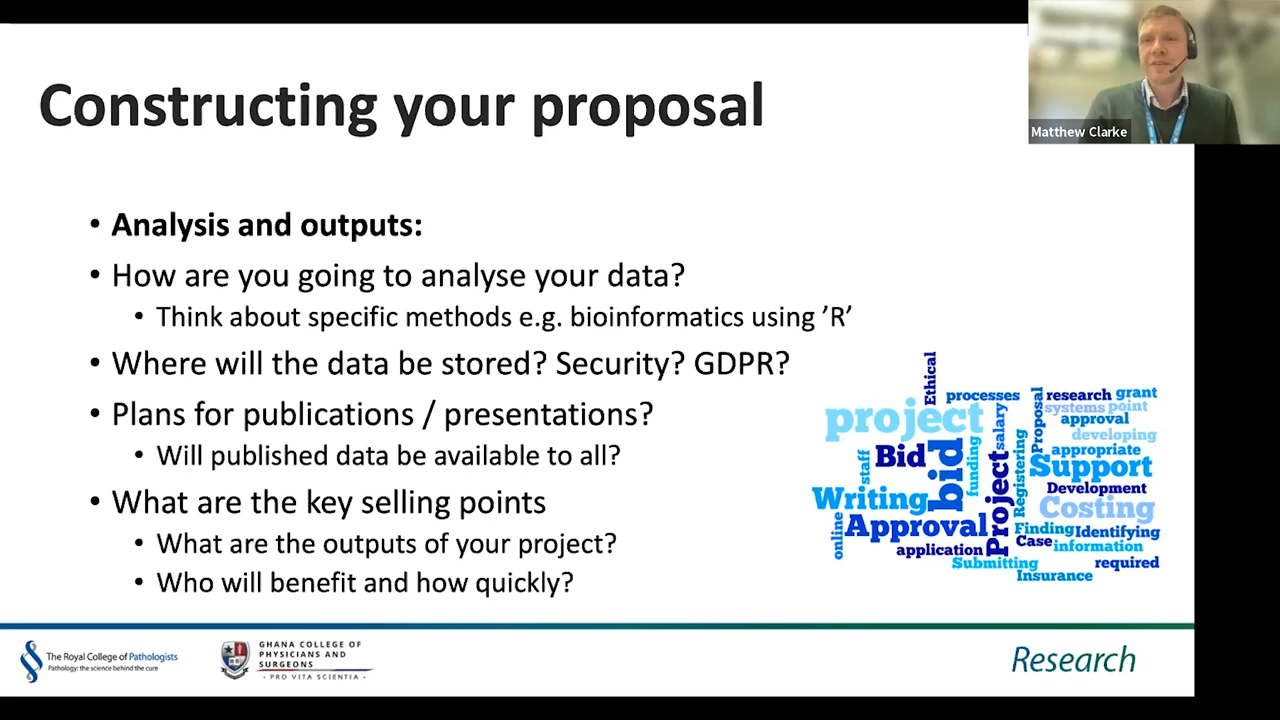 Constructing your proposal
Matthew Clarke
• Analysis and outputs:
• How are you going to analyse your data?
• Think about specific methods e.g. bioinformatics using ’R’
• Where will the data be stored? Security? GDPR?
• Plans for publications / presentations?
• Will published data be available to all?
• What are the key selling points
• What are the outputs of your project?
• Who will benefit and how quickly?
Ethical
processes
project
salary
Proposal
research grant
systems point
approval
developing
appropriate
Support
Bid
bid
staff
funding
Project
Registering
Development
Writing
Costing
online
Approval
Finding Identifying
Case information
application
Submitting
required
Insurance
The Royal College of Pathologists
Pathology: the science behind the cure
GHANA COLLEGE OF
PHYSICIANS AND
SURGEONS
· PRO VITA SCIENTIA ·
Research